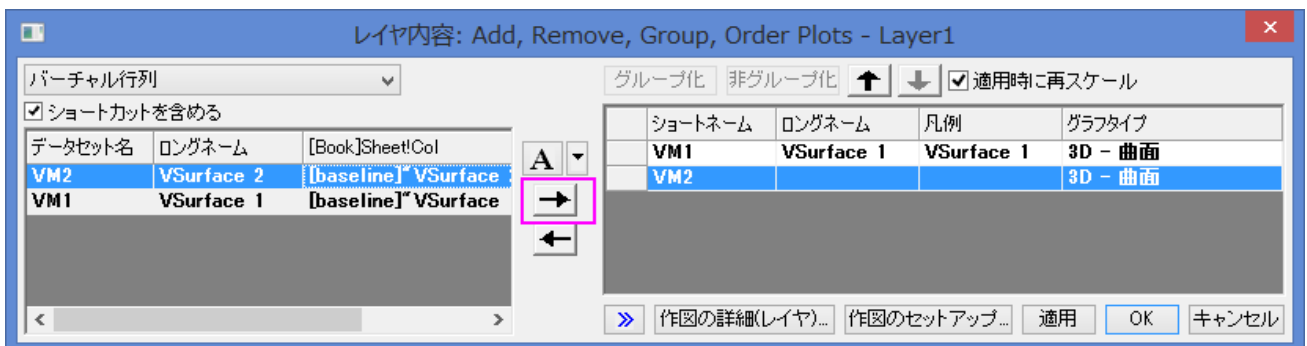 レイヤ内容: Add, Remove, Group, Order Plots - Layer1
バーチャル行列
グループ化 非グループ化 適用時に再スケール
ショートカットを含める
データセット名 ロングネーム [Book]Sheet!Col
VM2 VSurface 2 [baseline]"VSurface
VM1 VSurface 1 [baseline]"VSurface
A
ショートネーム ロングネーム 凡例 グラフタイプ
VM1 VSurface 1 VSurface 1 3D - 曲面
VM2 3D - 曲面
作図の詳細(レイヤ)... 作図のセットアップ... 適用 OK キャンセル